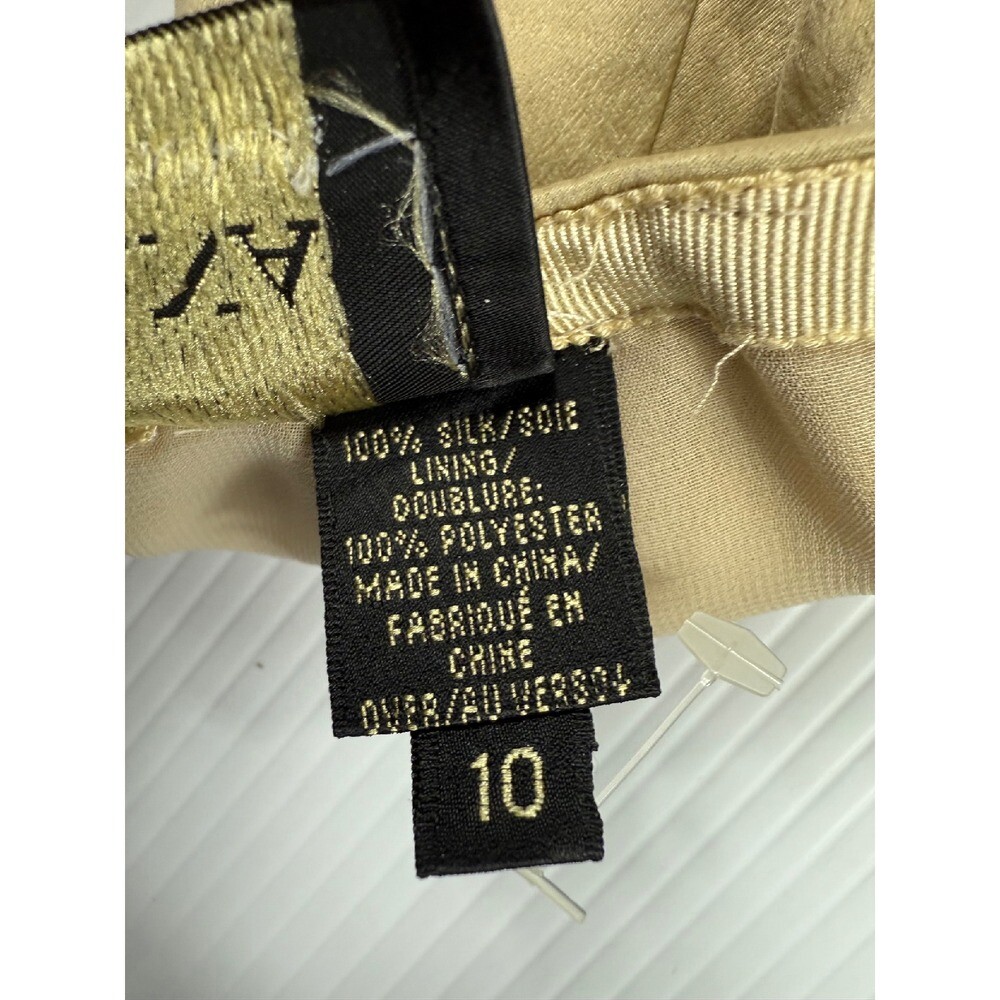 100% SILK/SOIE
LINING/
DOUBLURE:
100% POLYESTER
MADE IN CHINA/
FABRIQUÉ EN
CHINE
OVER/AU VERSO↓
10